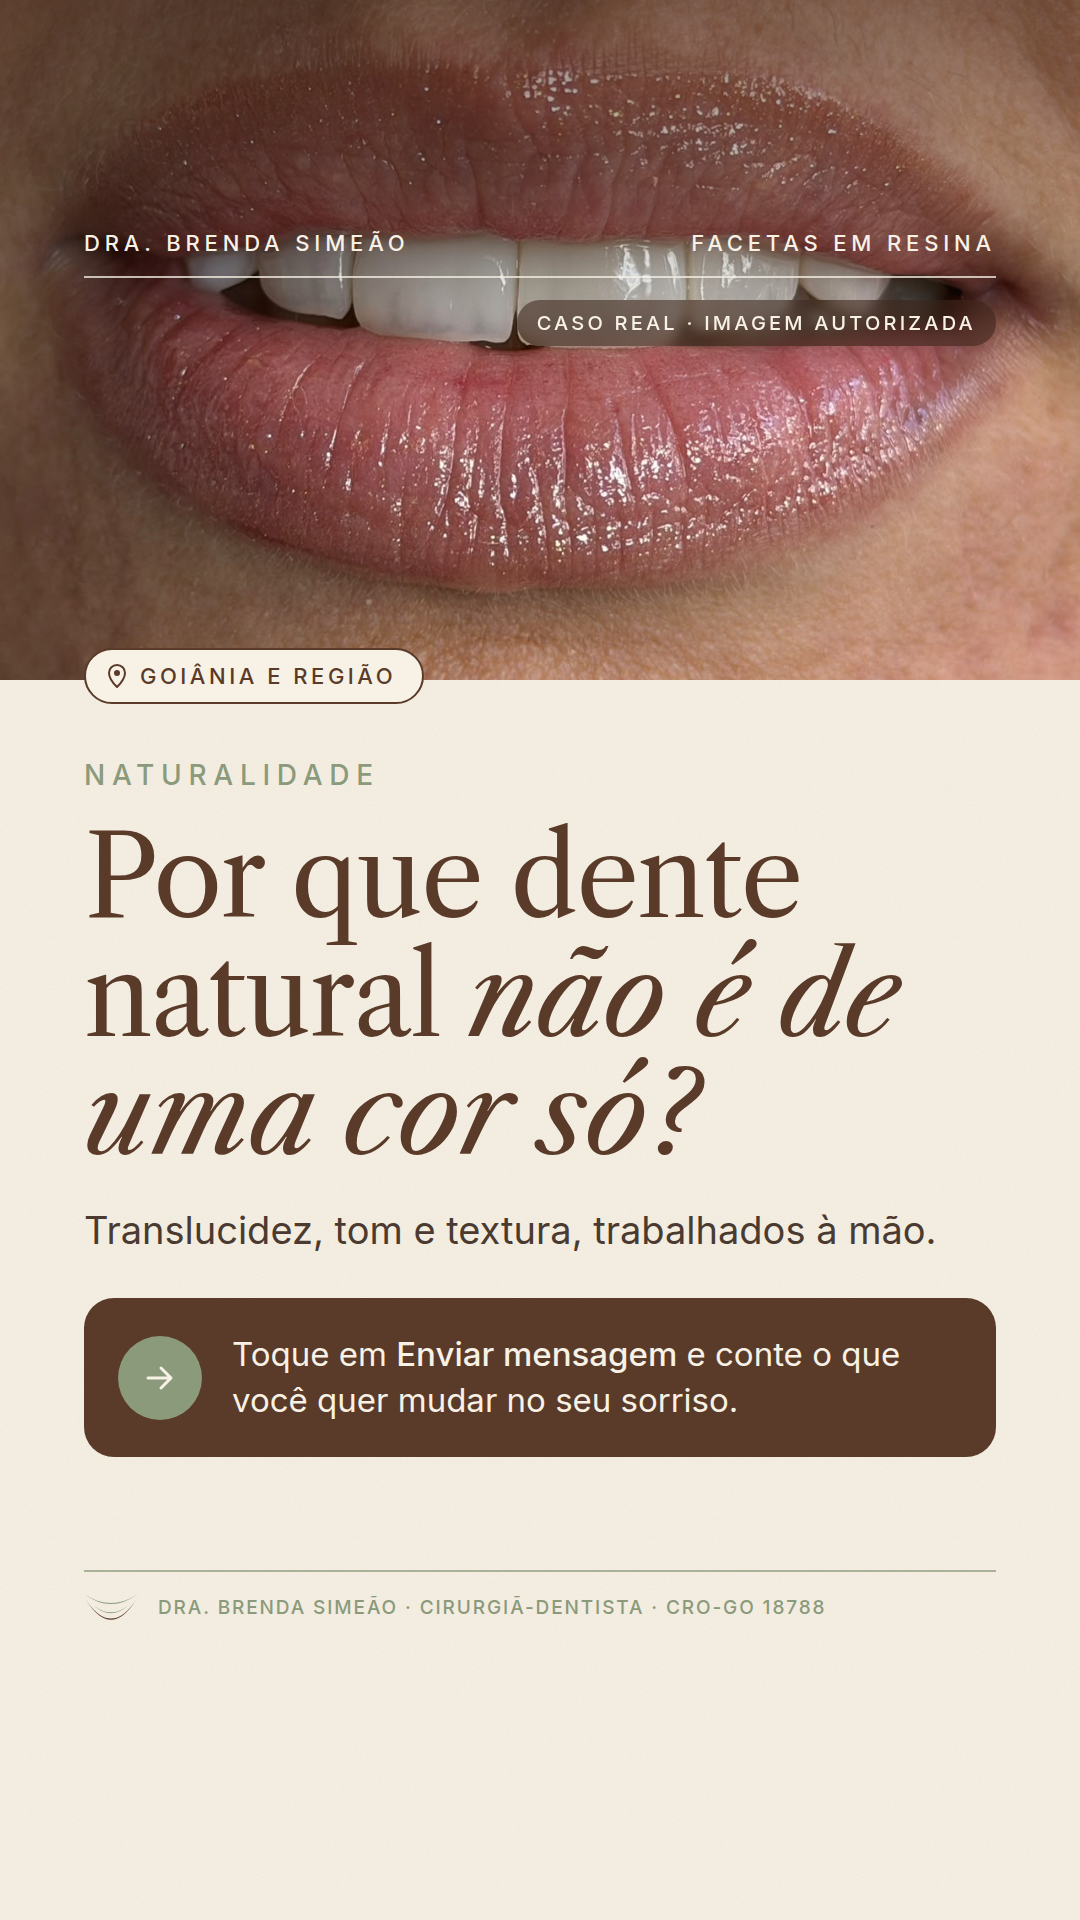 DRA. BRENDA SIMEÃO
FACETAS EM RESINA
CASO REAL · IMAGEM AUTORIZADA
GOIÂNIA E REGIÃO
NATURALIDADE
Por que dente
natural não é de
uma cor só?
Translucidez, tom e textura, trabalhados à mão.
Toque em Enviar mensagem e conte o que
você quer mudar no seu sorriso.
DRA. BRENDA SIMEÃO · CIRURGIÃ-DENTISTA · CRO-GO 18788